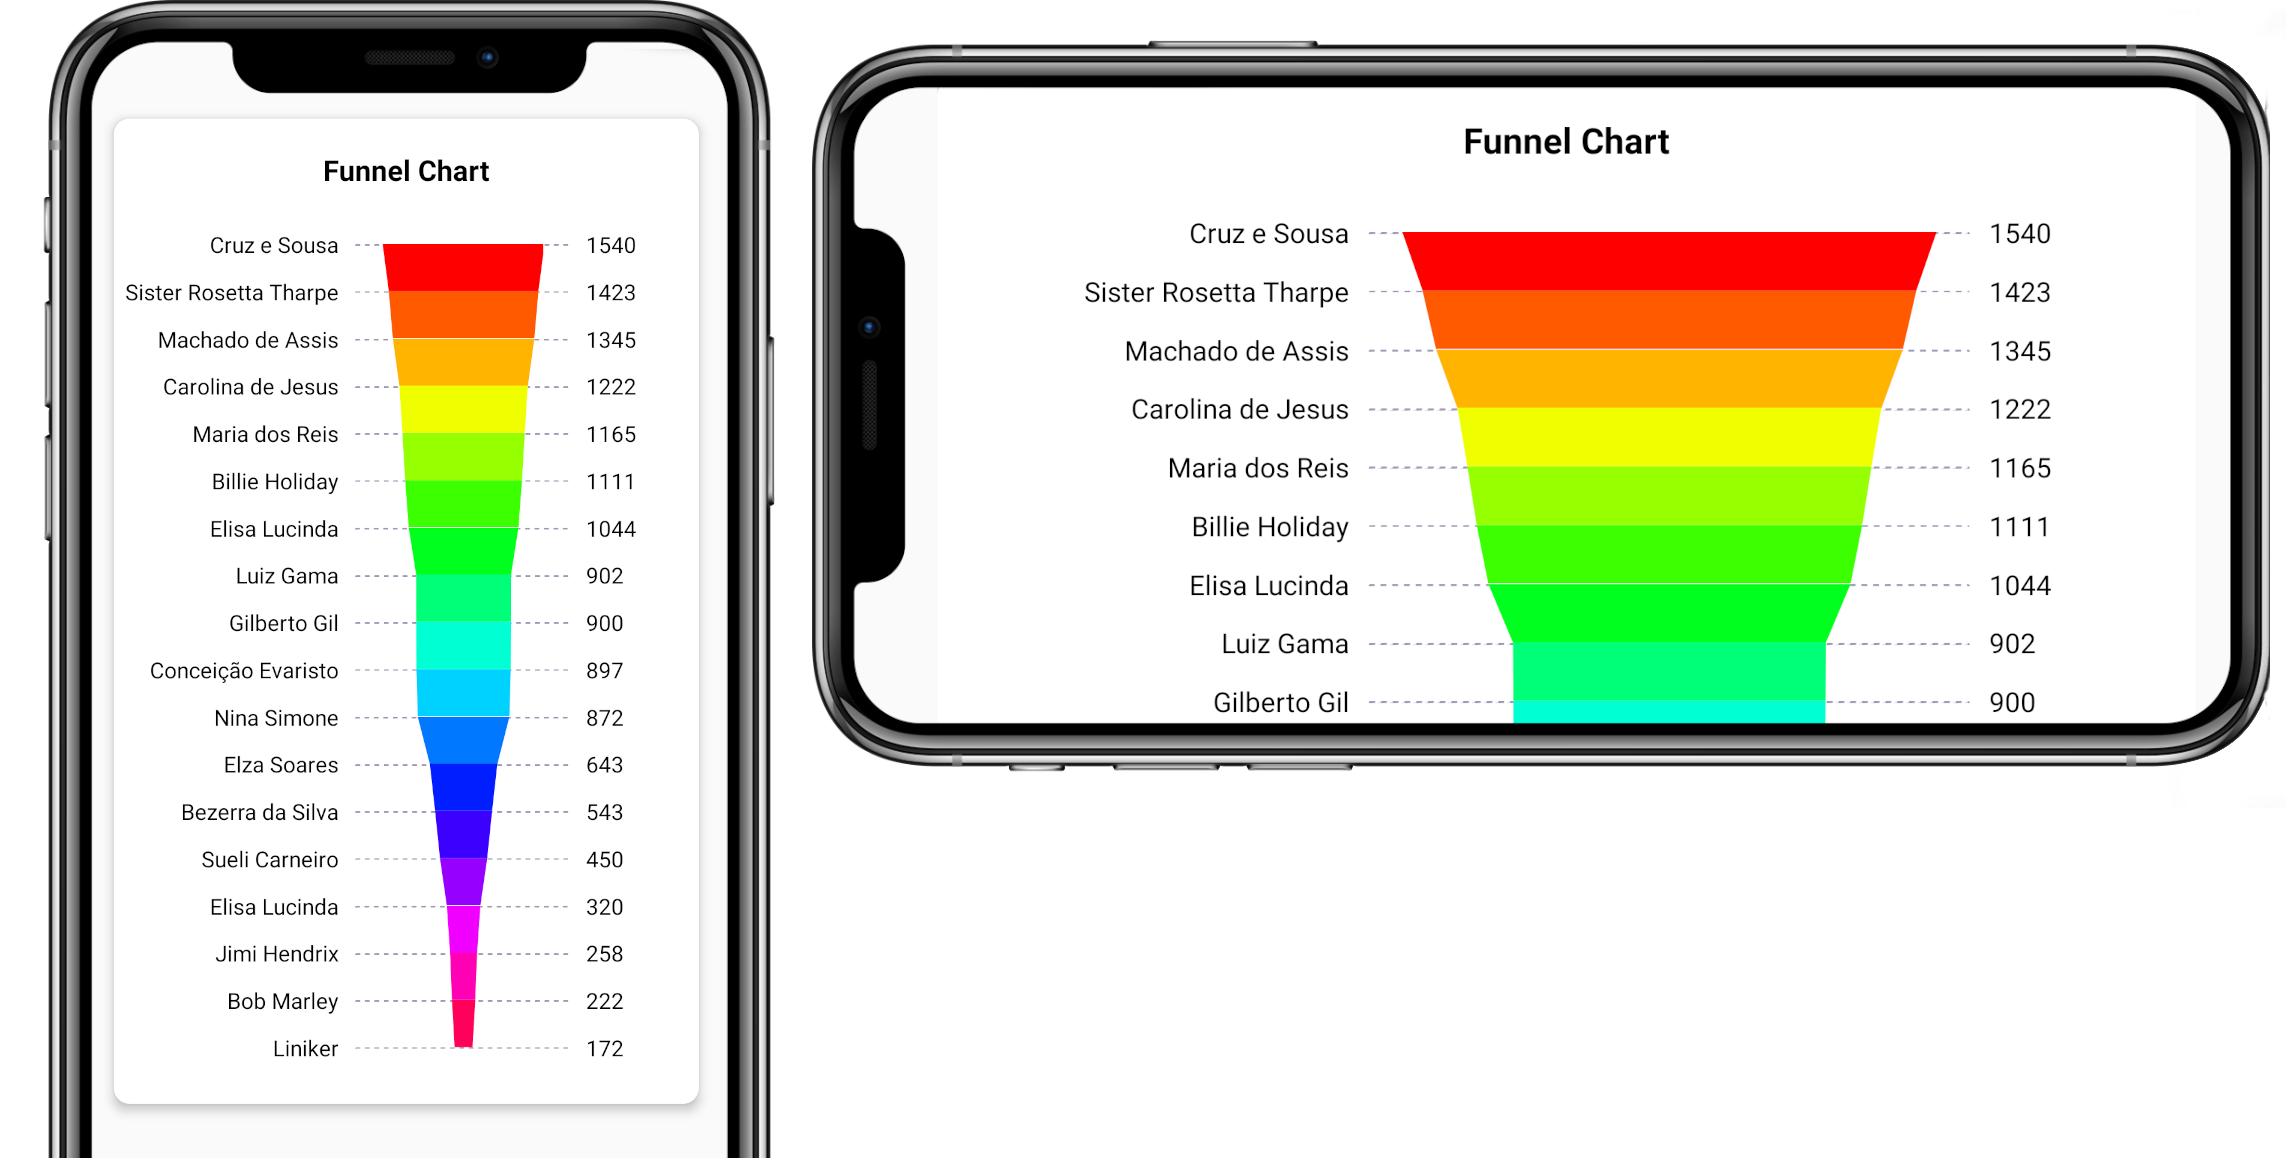 Funnel Chart
Cruz e Sousa 1540
Sister Rosetta Tharpe 1423
Machado de Assis 1345
Carolina de Jesus 1222
Maria dos Reis 1165
Billie Holiday 1111
Elisa Lucinda 1044
Luiz Gama 902
Gilberto Gil 900
Conceição Evaristo 897
Nina Simone 872
Elza Soares 643
Bezerra da Silva 543
Sueli Carneiro 450
Elisa Lucinda 320
Jimi Hendrix 258
Bob Marley 222
Liniker 172
Funnel Chart
Cruz e Sousa 1540
Sister Rosetta Tharpe 1423
Machado de Assis 1345
Carolina de Jesus 1222
Maria dos Reis 1165
Billie Holiday 1111
Elisa Lucinda 1044
Luiz Gama 902
Gilberto Gil 900